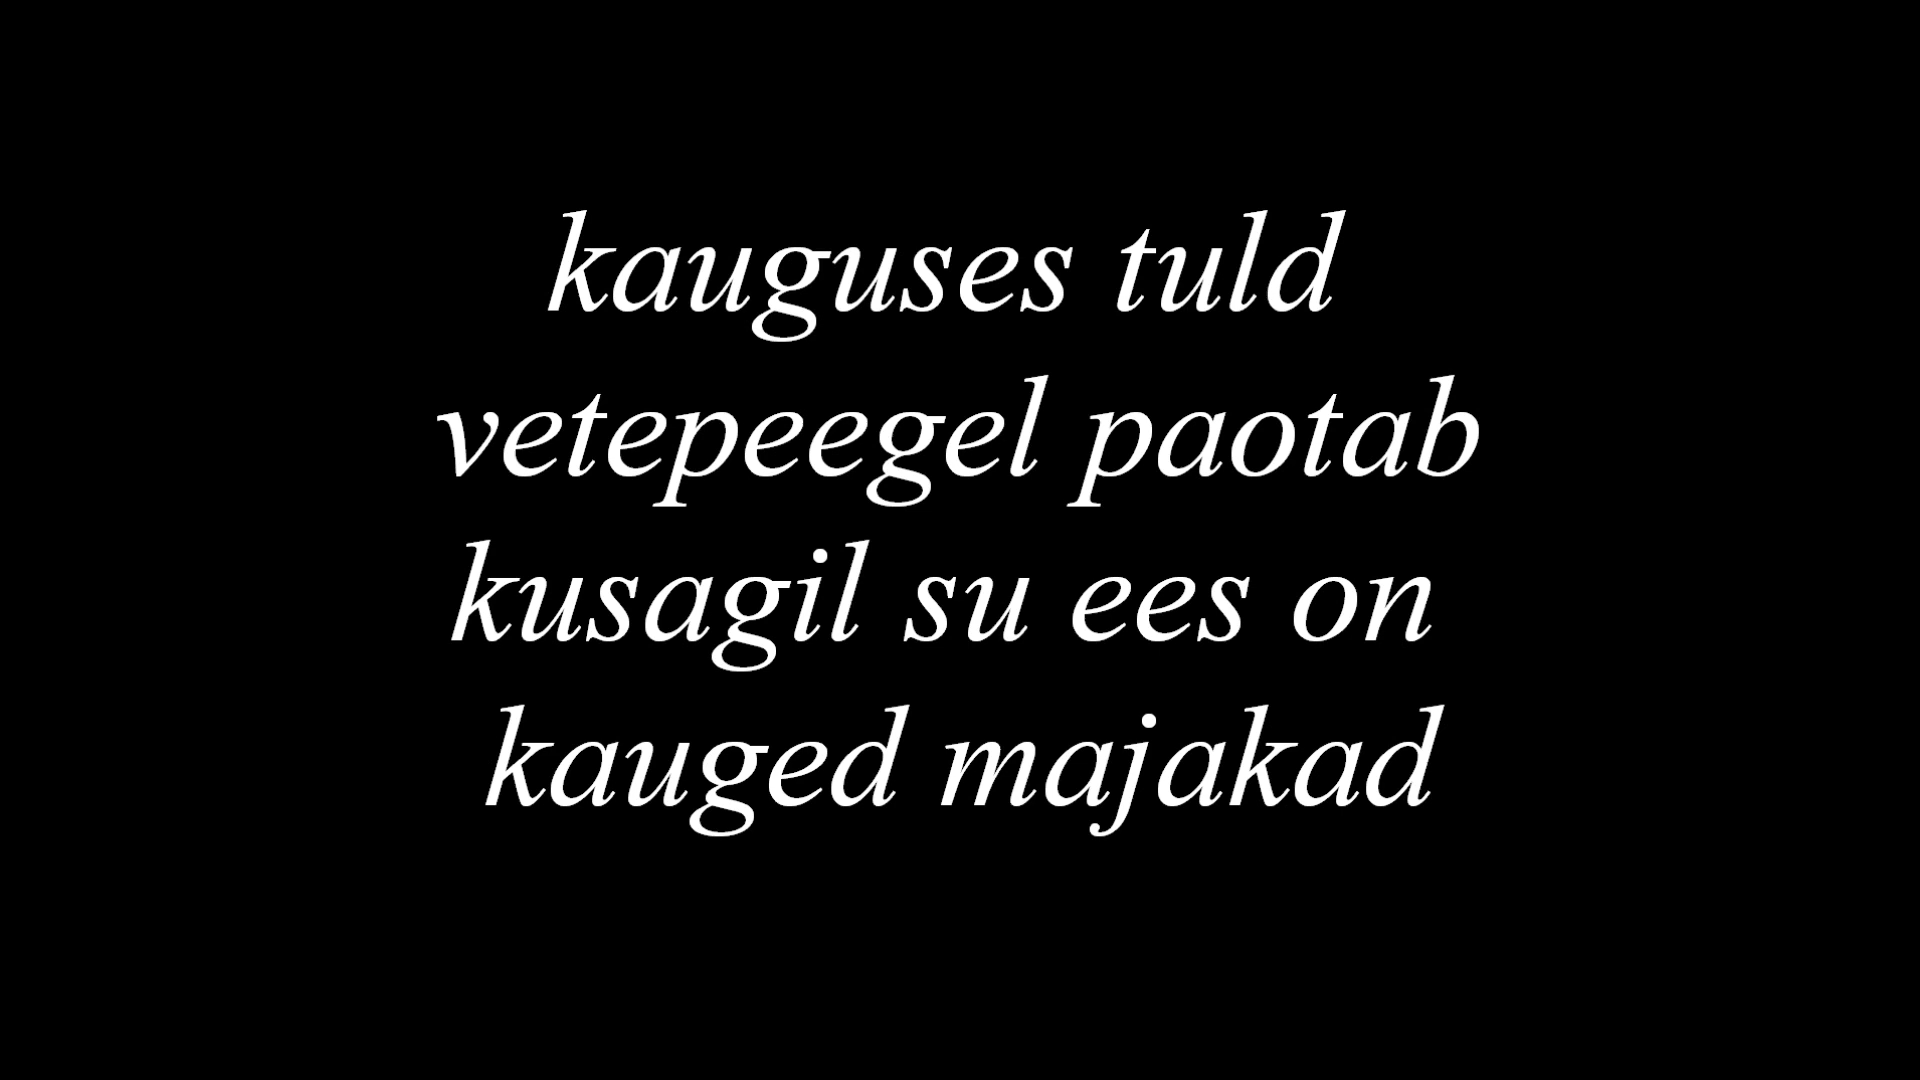 kauguses tuld
vetepeegel paotab
kusagil su ees on
kauged majakad